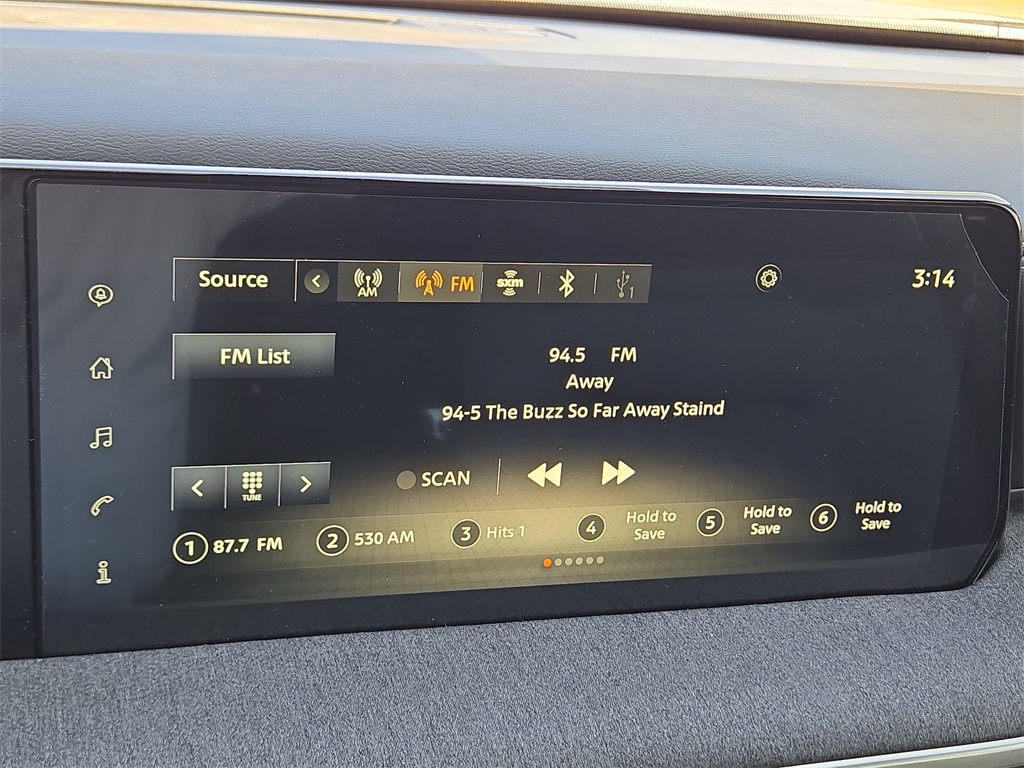 Source
AM
FM
sxm
1
3:14
FM List
94.5 FM
Away
94-5 The Buzz So Far Away Staind
TUNE
SCAN
1 87.7 FM
2 530 AM
3 Hits 1
4 Hold to
Save
5 Hold to
Save
6 Hold to
Save